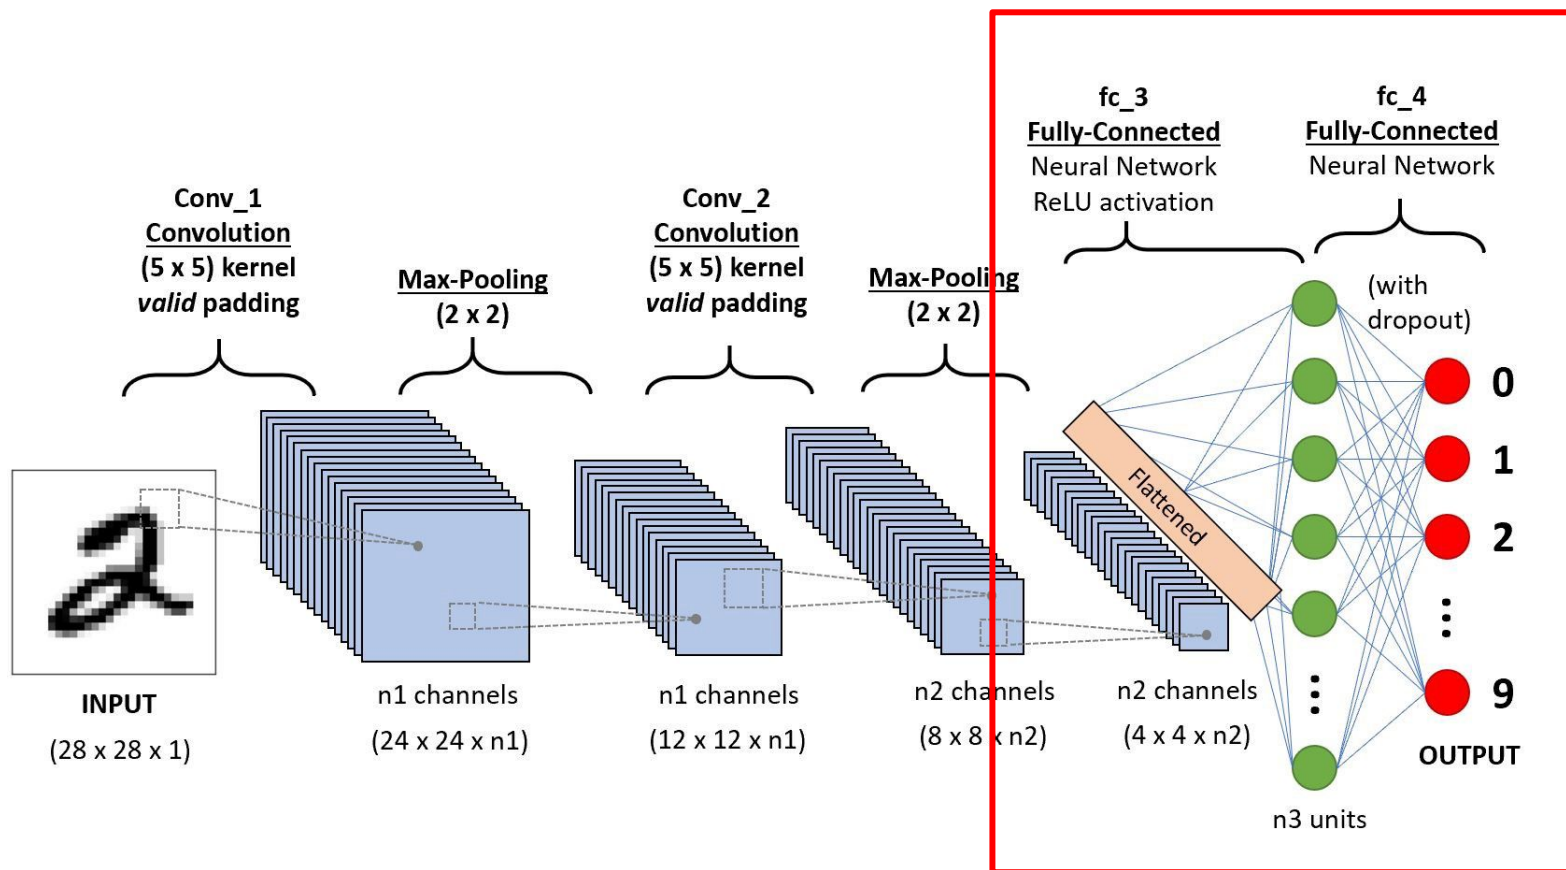 Conv_1
Convolution
(5 x 5) kernel
valid padding
Max-Pooling
(2 x 2)
Conv_2
Convolution
(5 x 5) kernel
valid padding
Max-Pooling
(2 x 2)
fc_3
Fully-Connected
Neural Network
ReLU activation
fc_4
Fully-Connected
Neural Network
(with
dropout)
Flattened
0
1
2
9
OUTPUT
2
INPUT
(28 x 28 x 1)
n1 channels
(24 x 24 x n1)
n1 channels
(12 x 12 x n1)
n2 channels
(8 x 8 x n2)
n2 channels
(4 x 4 x n2)
n3 units